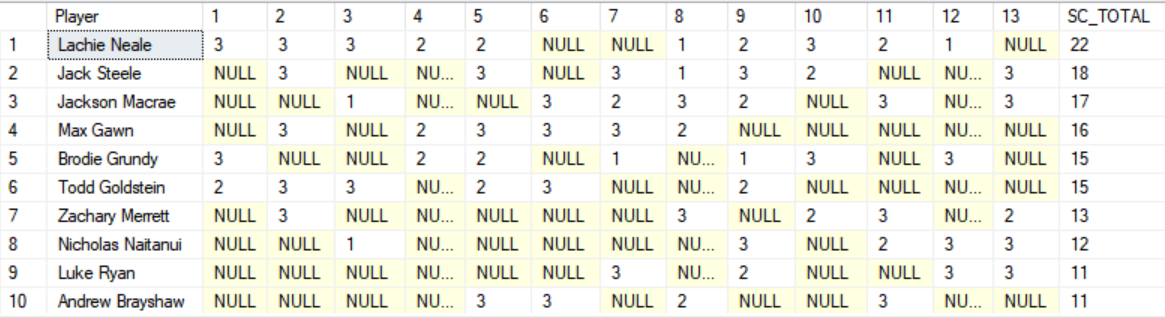 Player 1 2 3 4 5 6 7 8 9 10 11 12 13 SC_TOTAL
1 Lachie Neale 3 3 3 2 2 NULL NULL 1 2 3 2 1 NULL 22
2 Jack Steele NULL 3 NULL NU... 3 NULL 3 1 3 2 NULL NU... 3 18
3 Jackson Macrae NULL NULL 1 NU... NULL 3 2 3 2 NULL 3 NU... 3 17
4 Max Gawn NULL 3 NULL 2 3 3 3 2 NULL NULL NULL NU... NULL 16
5 Brodie Grundy 3 NULL NULL 2 2 NULL 1 NU... 1 3 NULL 3 NULL 15
6 Todd Goldstein 2 3 3 NU... 2 3 NULL NULL 2 NULL NULL NU... NULL 15
7 Zachary Merrett NULL 3 NULL NU... NULL NULL NULL 3 NULL 2 3 NU... 2 13
8 Nicholas Naitanui NULL NULL 1 NU... NULL NULL NULL NU... 3 NULL 2 3 3 12
9 Luke Ryan NULL NULL NULL NU... NULL NULL 3 NU... 2 NULL NULL 3 3 11
10 Andrew Brayshaw NULL NULL NULL NU... 3 3 NULL 2 NULL NULL 3 NU... NULL 11